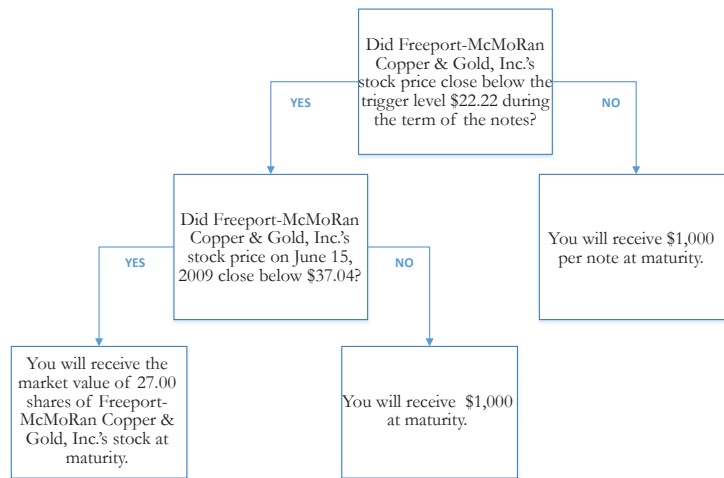 Did Freeport-McMoRan
Copper & Gold, Inc.'s
stock price close below the
trigger level $22.22 during
the term of the notes?
YES
NO
Did Freeport-McMoRan
Copper & Gold, Inc.'s
stock price on June 15,
2009 close below $37.04?
You will receive $1,000
per note at maturity.
YES
NO
You will receive the
market value of 27.00
shares of Freeport-
McMoRan Copper &
Gold, Inc.'s stock at
maturity.
You will receive $1,000
at maturity.